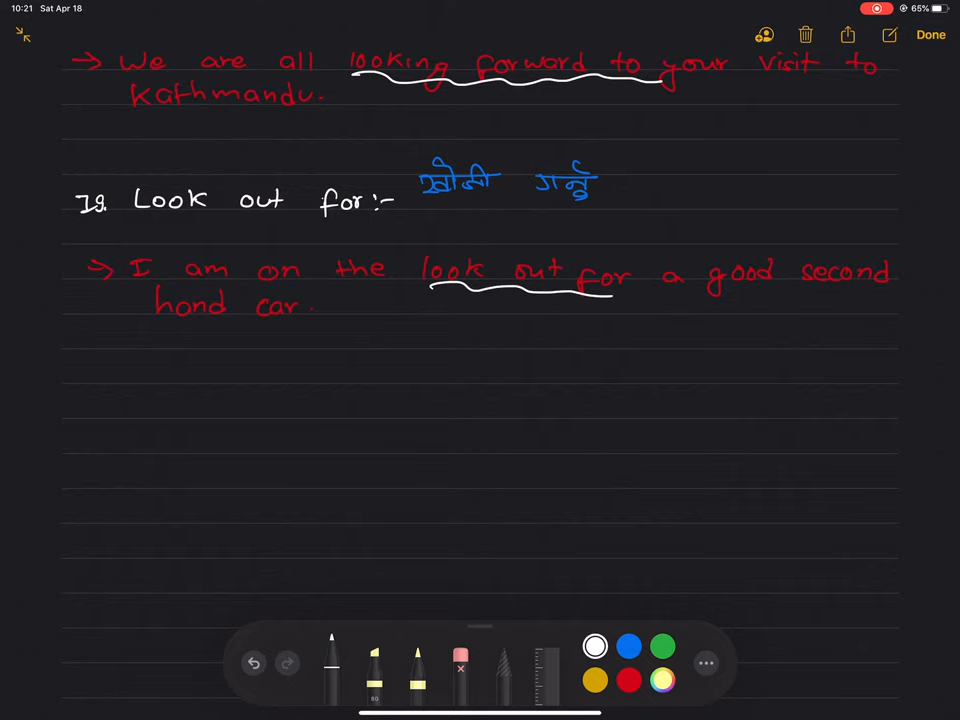 10:21 Sat Apr 18
65%
Done
→ We are all looking forward to your visit to
Kathmandu.
खोजी गर्नु
Look out for:-
→ I am on the look out for a good second
hand car.
80